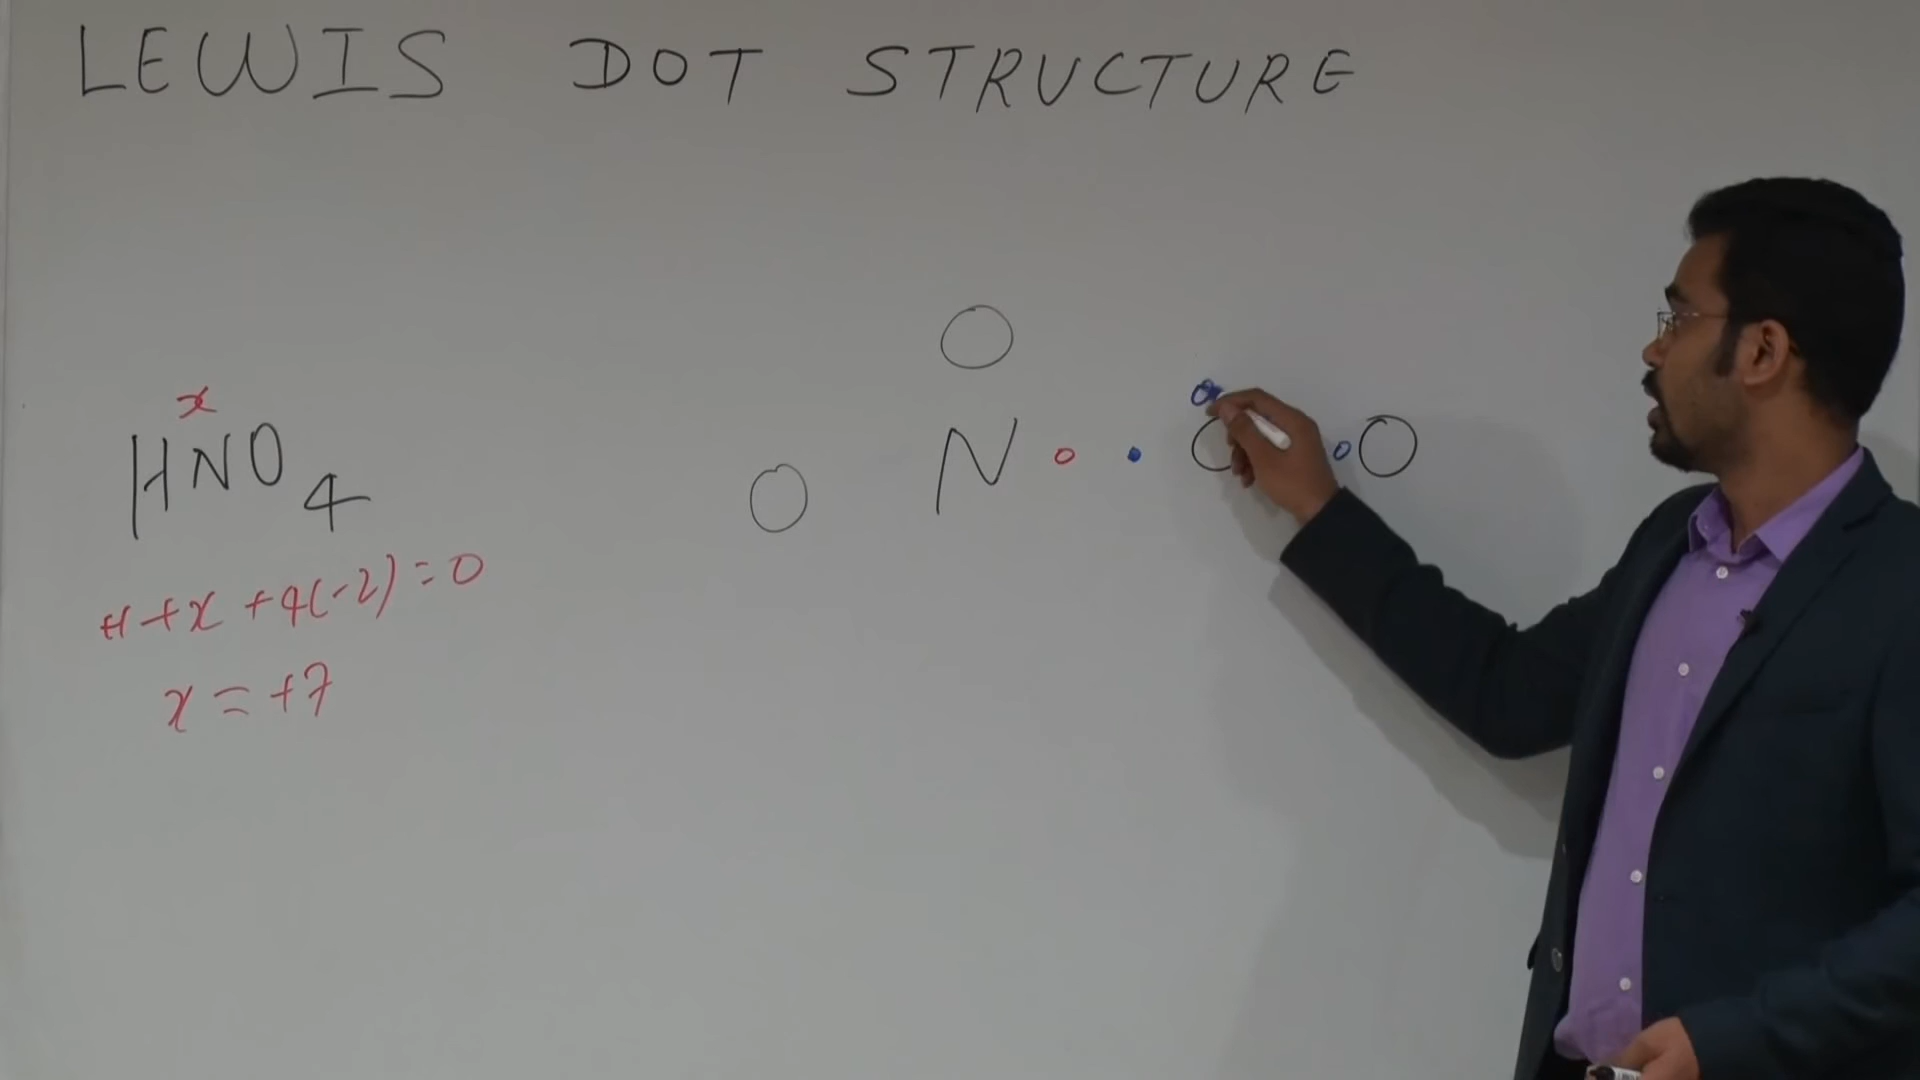 LEWIS DOT STRUCTURE
x
HNO4
+1 + x + 4(-2) = 0
x = +7
O
N O O
O